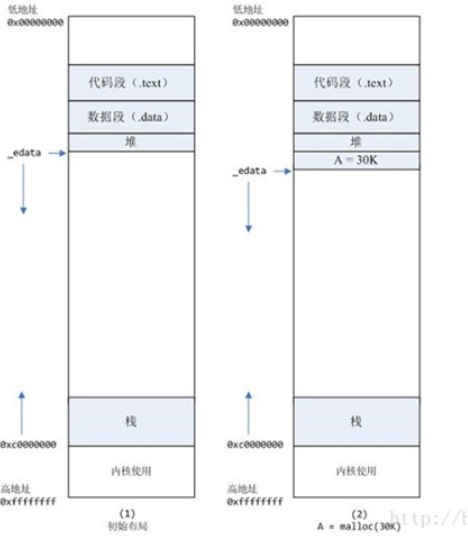 低地址
0x00000000
代码段（.text）
数据段（.data）
堆
_edata
栈
0xc0000000
内核使用
高地址
0xffffffff
(1)
初始布局
低地址
0x00000000
代码段（.text）
数据段（.data）
堆
A = 30K
_edata
栈
0xc0000000
内核使用
高地址
0xffffffff
(2)
A = malloc(30K)
http://b